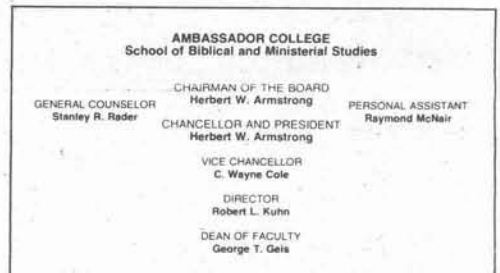 AMBASSADOR COLLEGE
School of Biblical and Ministerial Studies
CHAIRMAN OF THE BOARD
Herbert W. Armstrong
GENERAL COUNSELOR
Stanley R. Rader
PERSONAL ASSISTANT
Raymond McNair
CHANCELLOR AND PRESIDENT
Herbert W. Armstrong
VICE CHANCELLOR
C. Wayne Cole
DIRECTOR
Robert L. Kuhn
DEAN OF FACULTY
George T. Geis